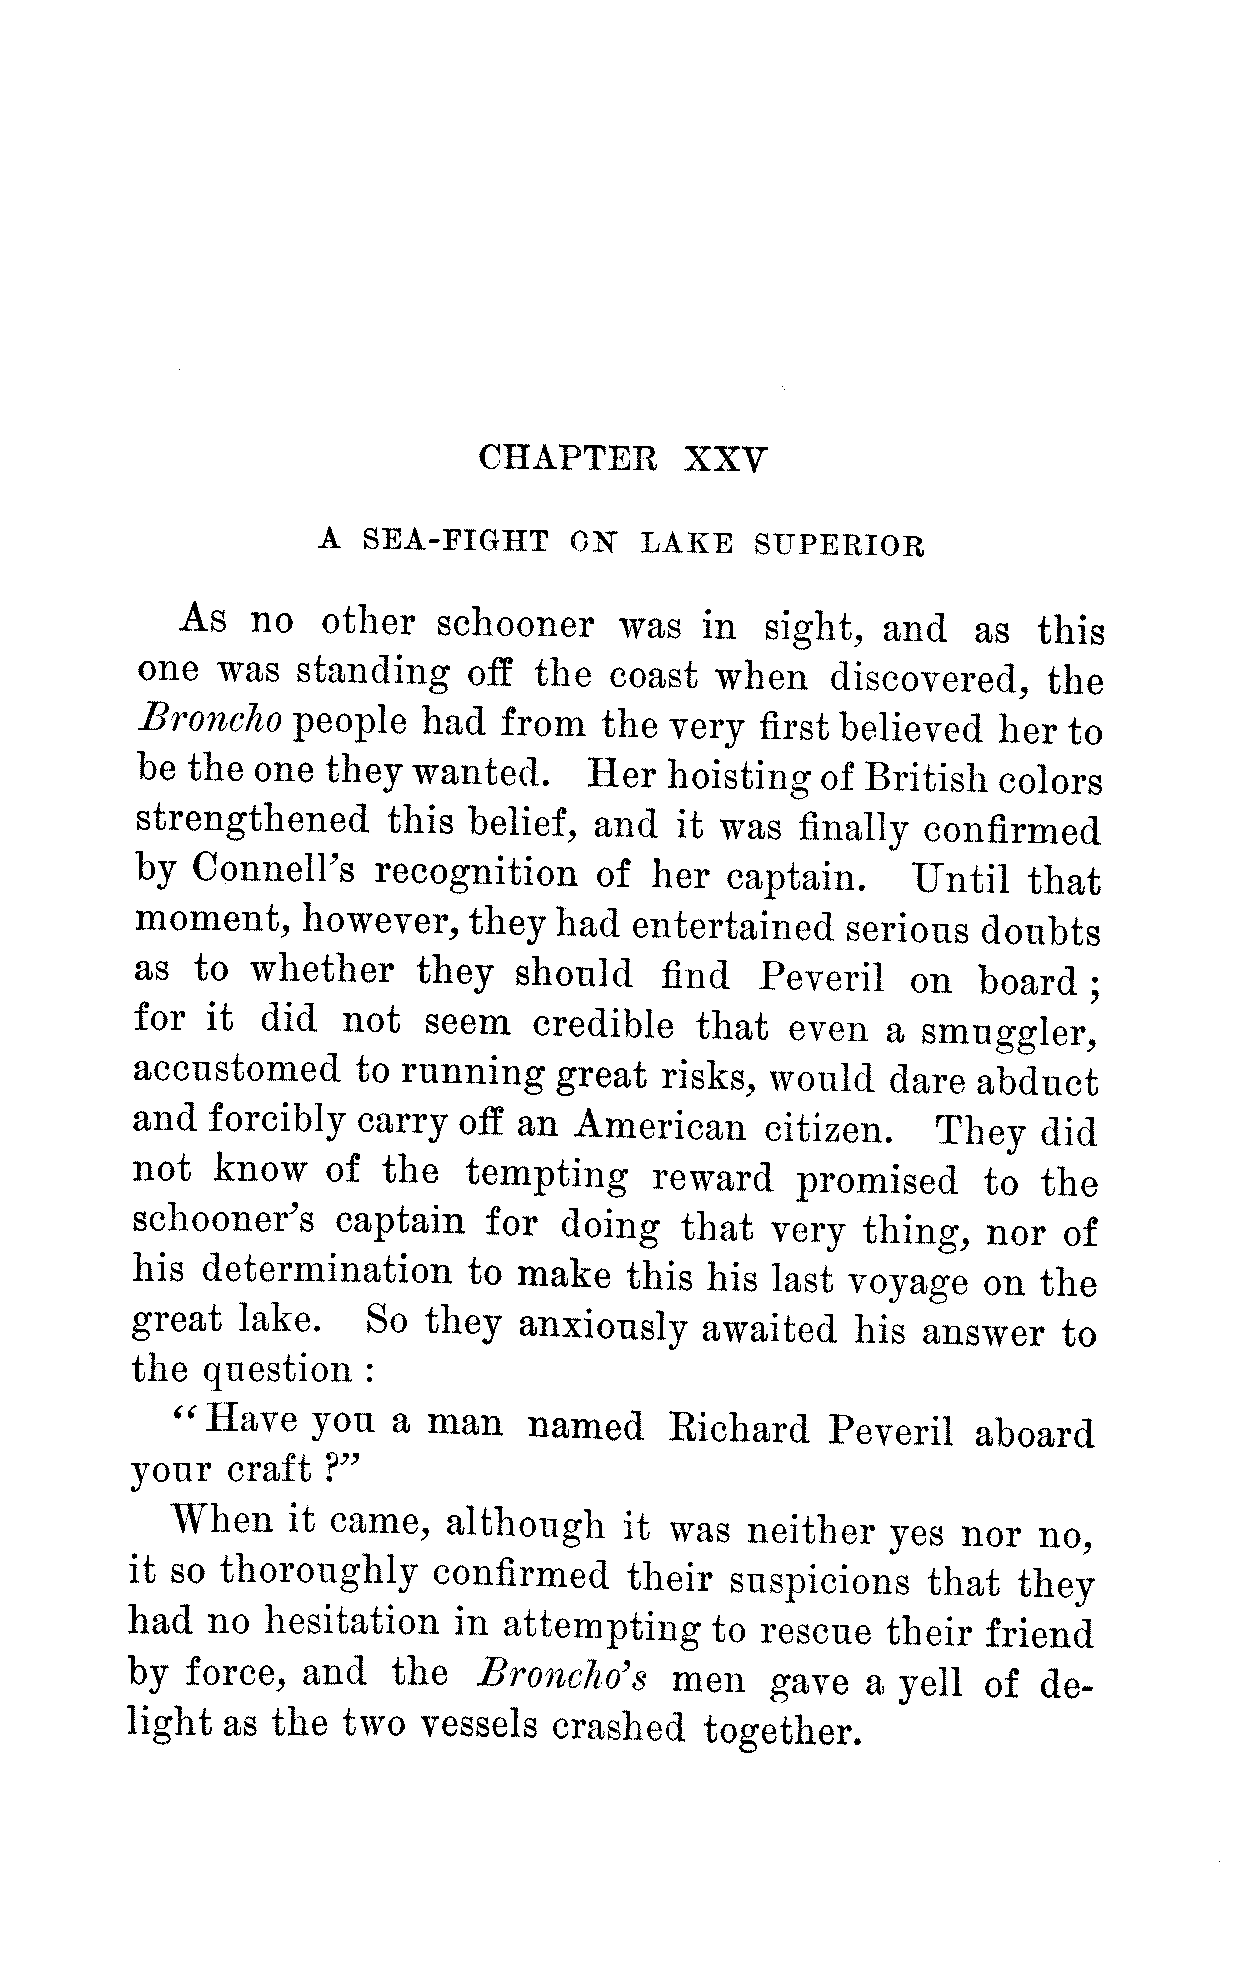 CHAPTER XXV
A SEA-FIGHT ON LAKE SUPERIOR
As no other schooner was in sight, and as this
one was standing off the coast when discovered, the
Broncho people had from the very first believed her to
be the one they wanted. Her hoisting of British colors
strengthened this belief, and it was finally confirmed
by Connell's recognition of her captain. Until that
moment, however, they had entertained serious doubts
as to whether they should find Peveril on board ;
for it did not seem credible that even a smuggler,
accustomed to running great risks, would dare abduct
and forcibly carry off an American citizen. They did
not know of the tempting reward promised to the
schooner's captain for doing that very thing, nor of
his determination to make this his last voyage on the
great lake. So they anxiously awaited his answer to
the question :
“Have you a man named Richard Peveril aboard
your craft ?”
When it came, although it was neither yes nor no,
it so thoroughly confirmed their suspicions that they
had no hesitation in attempting to rescue their friend
by force, and the Broncho's men gave a yell of de-
light as the two vessels crashed together.